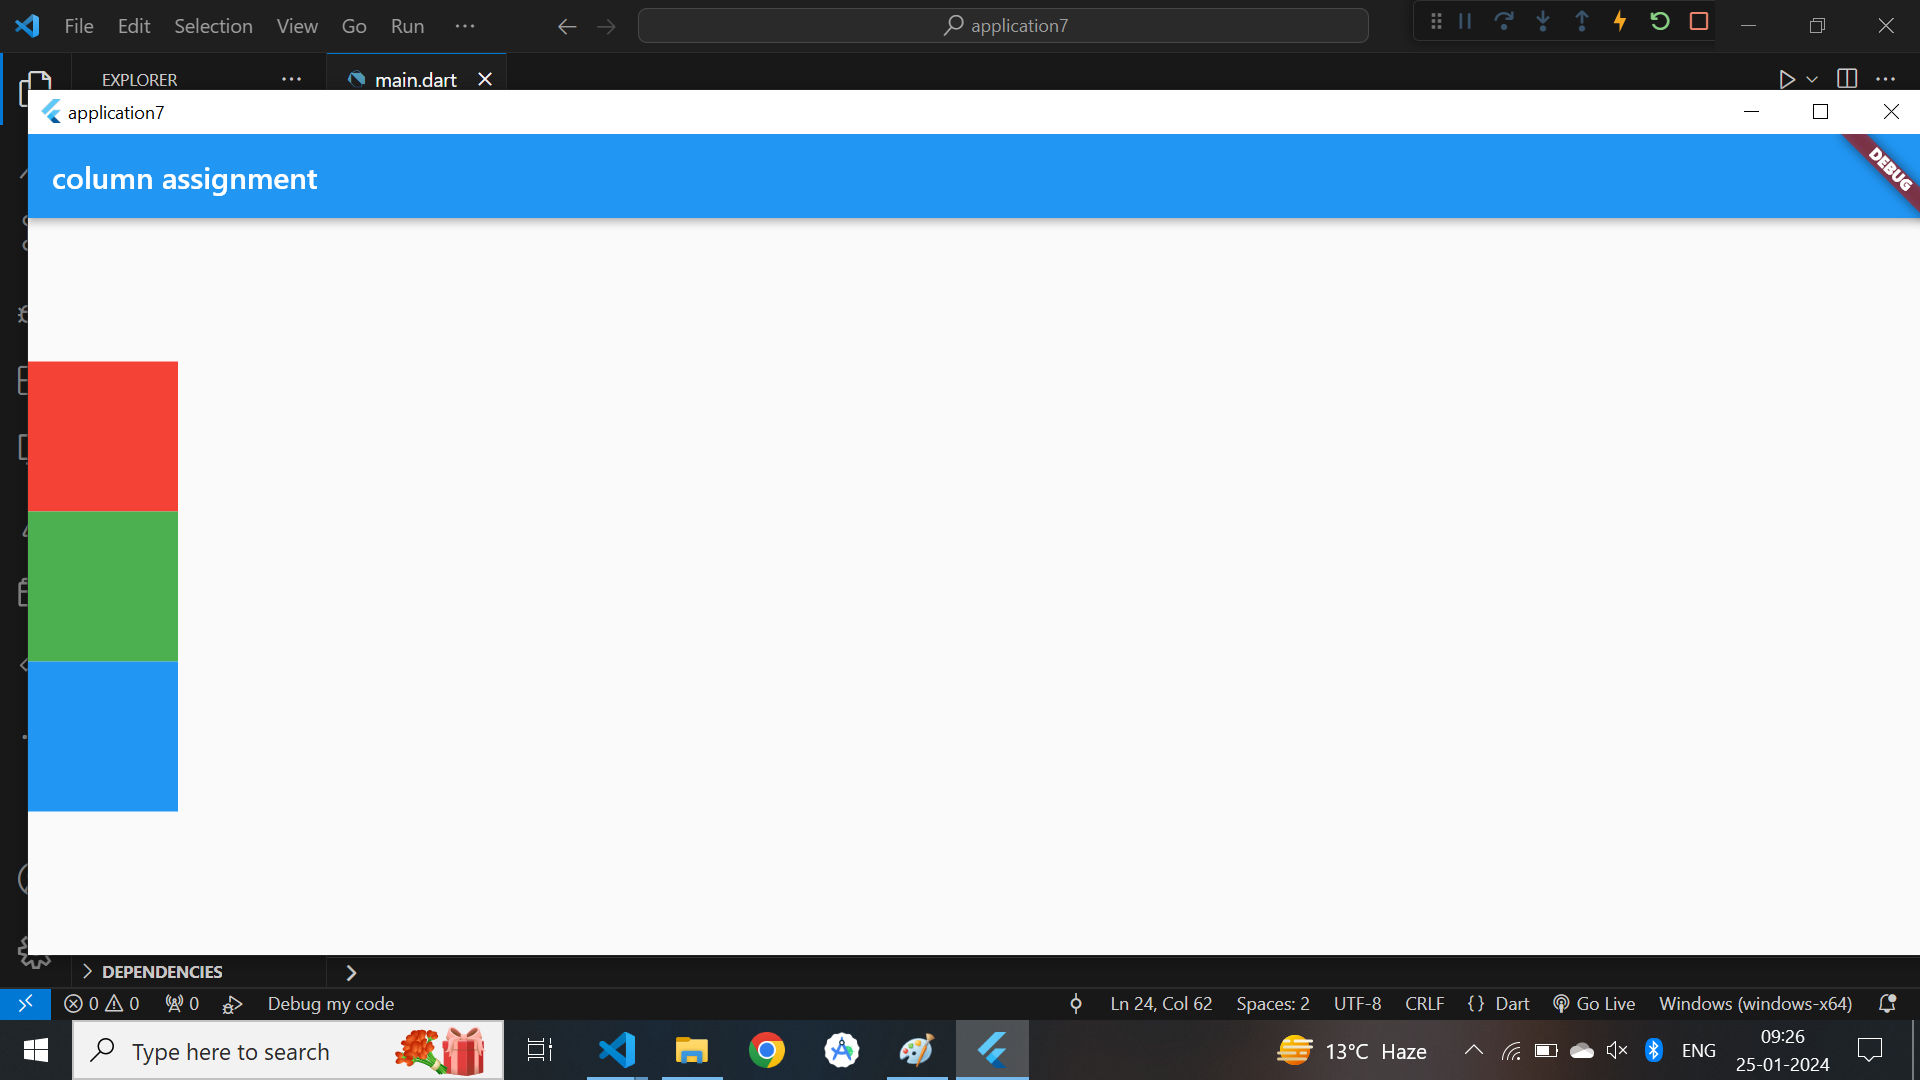 File Edit Selection View Go Run ···
application7
EXPLORER ···
main.dart
application7
column assignment
DEBUG
DEPENDENCIES
0 0 0 Debug my code
Ln 24, Col 62 Spaces: 2 UTF-8 CRLF {} Dart Go Live Windows (windows-x64)
Type here to search
13°C Haze
ENG
09:26
25-01-2024